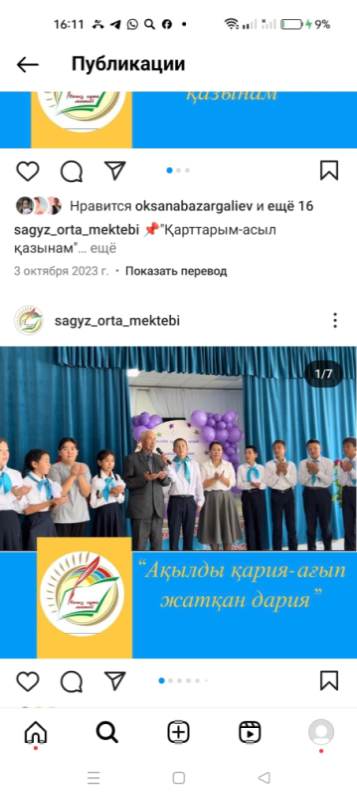 16:11
9%
Публикации
қазынам
Нравится oksanabazargaliev и ещё 16
sagyz_orta_mektebi 📌"Қарттарым-асыл
қазынам"... ещё
3 октября 2023 г. • Показать перевод
sagyz_orta_mektebi
1/7
"Ақылды қария-ағып
жатқан дария"